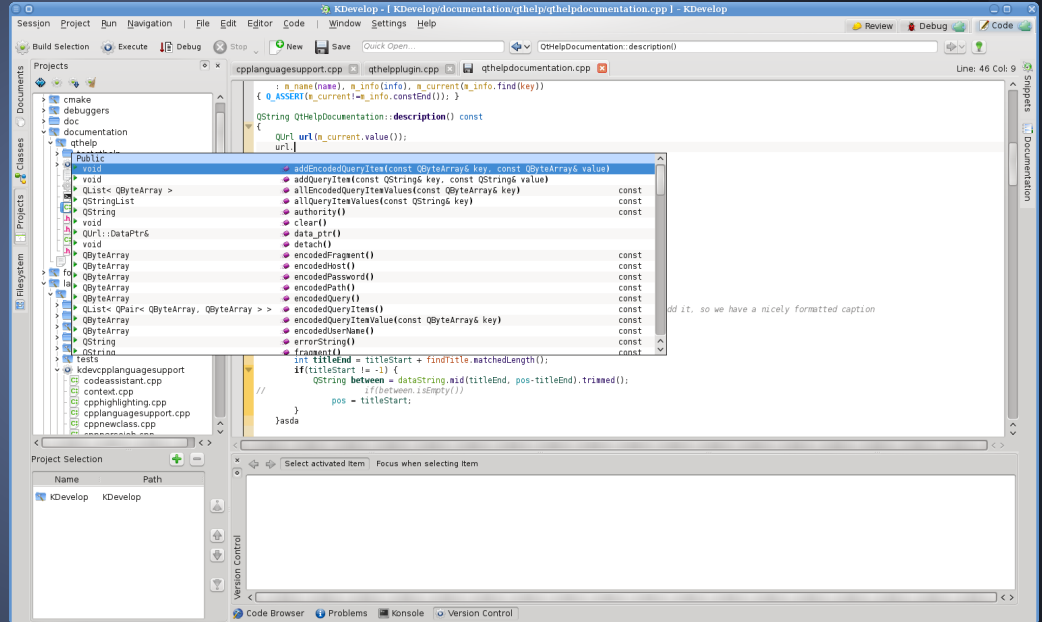 KDevelop - [ KDevelop/documentation/qthelp/qthelpdocumentation.cpp ] - KDevelop
Session Project Run Navigation File Edit Editor Code Window Settings Help
Review Debug Code
Build Selection Execute Debug Stop New Save Quick Open... QtHelpDocumentation::description()
Projects
cpplanguagesupport.cpp qthelpplugin.cpp qthelpdocumentation.cpp Line: 46 Col: 9
Documents
Classes
Projects
Filesystem
Snippets
Documentation
cmake
debuggers
doc
documentation
qthelp
: m_name(name), m_info(info), m_current(m_info.find(key))
{ Q_ASSERT(m_current!=m_info.constEnd()); }
QString QtHelpDocumentation::description() const
{
QUrl url(m_current.value());
url.
Public
void addEncodedQueryItem(const QByteArray& key, const QByteArray& value)
void addQueryItem(const QString& key, const QString& value)
QList< QByteArray > allEncodedQueryItemValues(const QByteArray& key) const
QStringList allQueryItemValues(const QString& key) const
QString authority() const
void clear()
QUrl::DataPtr& data_ptr()
void detach()
QByteArray encodedFragment() const
QByteArray encodedHost() const
QByteArray encodedPassword() const
QByteArray encodedPath() const
QByteArray encodedQuery() const
QList< QPair< QByteArray, QByteArray > > encodedQueryItems() const
QByteArray encodedQueryItemValue(const QByteArray& key) const
QByteArray encodedUserName() const
QString errorString() const
QString fragment() const
fo
la
dd it, so we have a nicely formatted caption
tests
kdevcpplanguagesupport
codeassistant.cpp
context.cpp
cpphighlighting.cpp
cpplanguagesupport.cpp
cppnewclass.cpp
int titleEnd = titleStart + findTitle.matchedLength();
if(titleStart != -1) {
QString between = dataString.mid(titleEnd, pos-titleEnd).trimmed();
// if(between.isEmpty())
pos = titleStart;
}
}asda
Project Selection
Name Path
KDevelop KDevelop
Select activated Item Focus when selecting Item
Version Control
Code Browser Problems Konsole Version Control